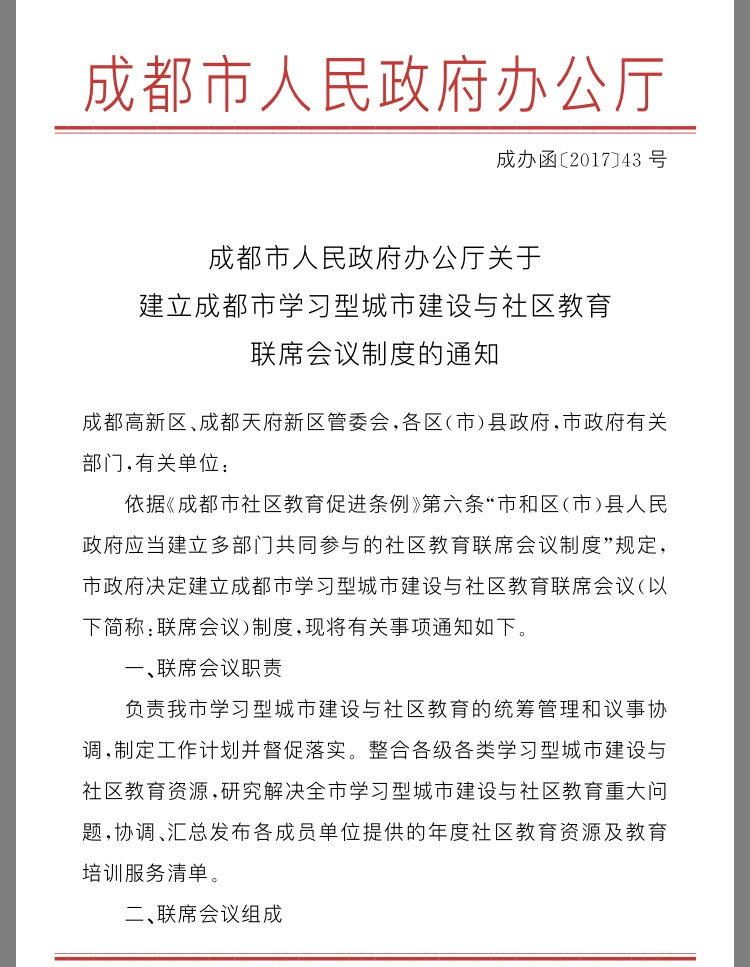 成都市人民政府办公厅
成办函〔2017〕43 号
成都市人民政府办公厅关于
建立成都市学习型城市建设与社区教育
联席会议制度的通知
成都高新区、成都天府新区管委会,各区(市)县政府,市政府有关
部门,有关单位:
依据《成都市社区教育促进条例》第六条“市和区(市)县人民
政府应当建立多部门共同参与的社区教育联席会议制度”规定,
市政府决定建立成都市学习型城市建设与社区教育联席会议(以
下简称:联席会议)制度,现将有关事项通知如下。
一、联席会议职责
负责我市学习型城市建设与社区教育的统筹管理和议事协
调,制定工作计划并督促落实。整合各级各类学习型城市建设与
社区教育资源,研究解决全市学习型城市建设与社区教育重大问
题,协调、汇总发布各成员单位提供的年度社区教育资源及教育
培训服务清单。
二、联席会议组成